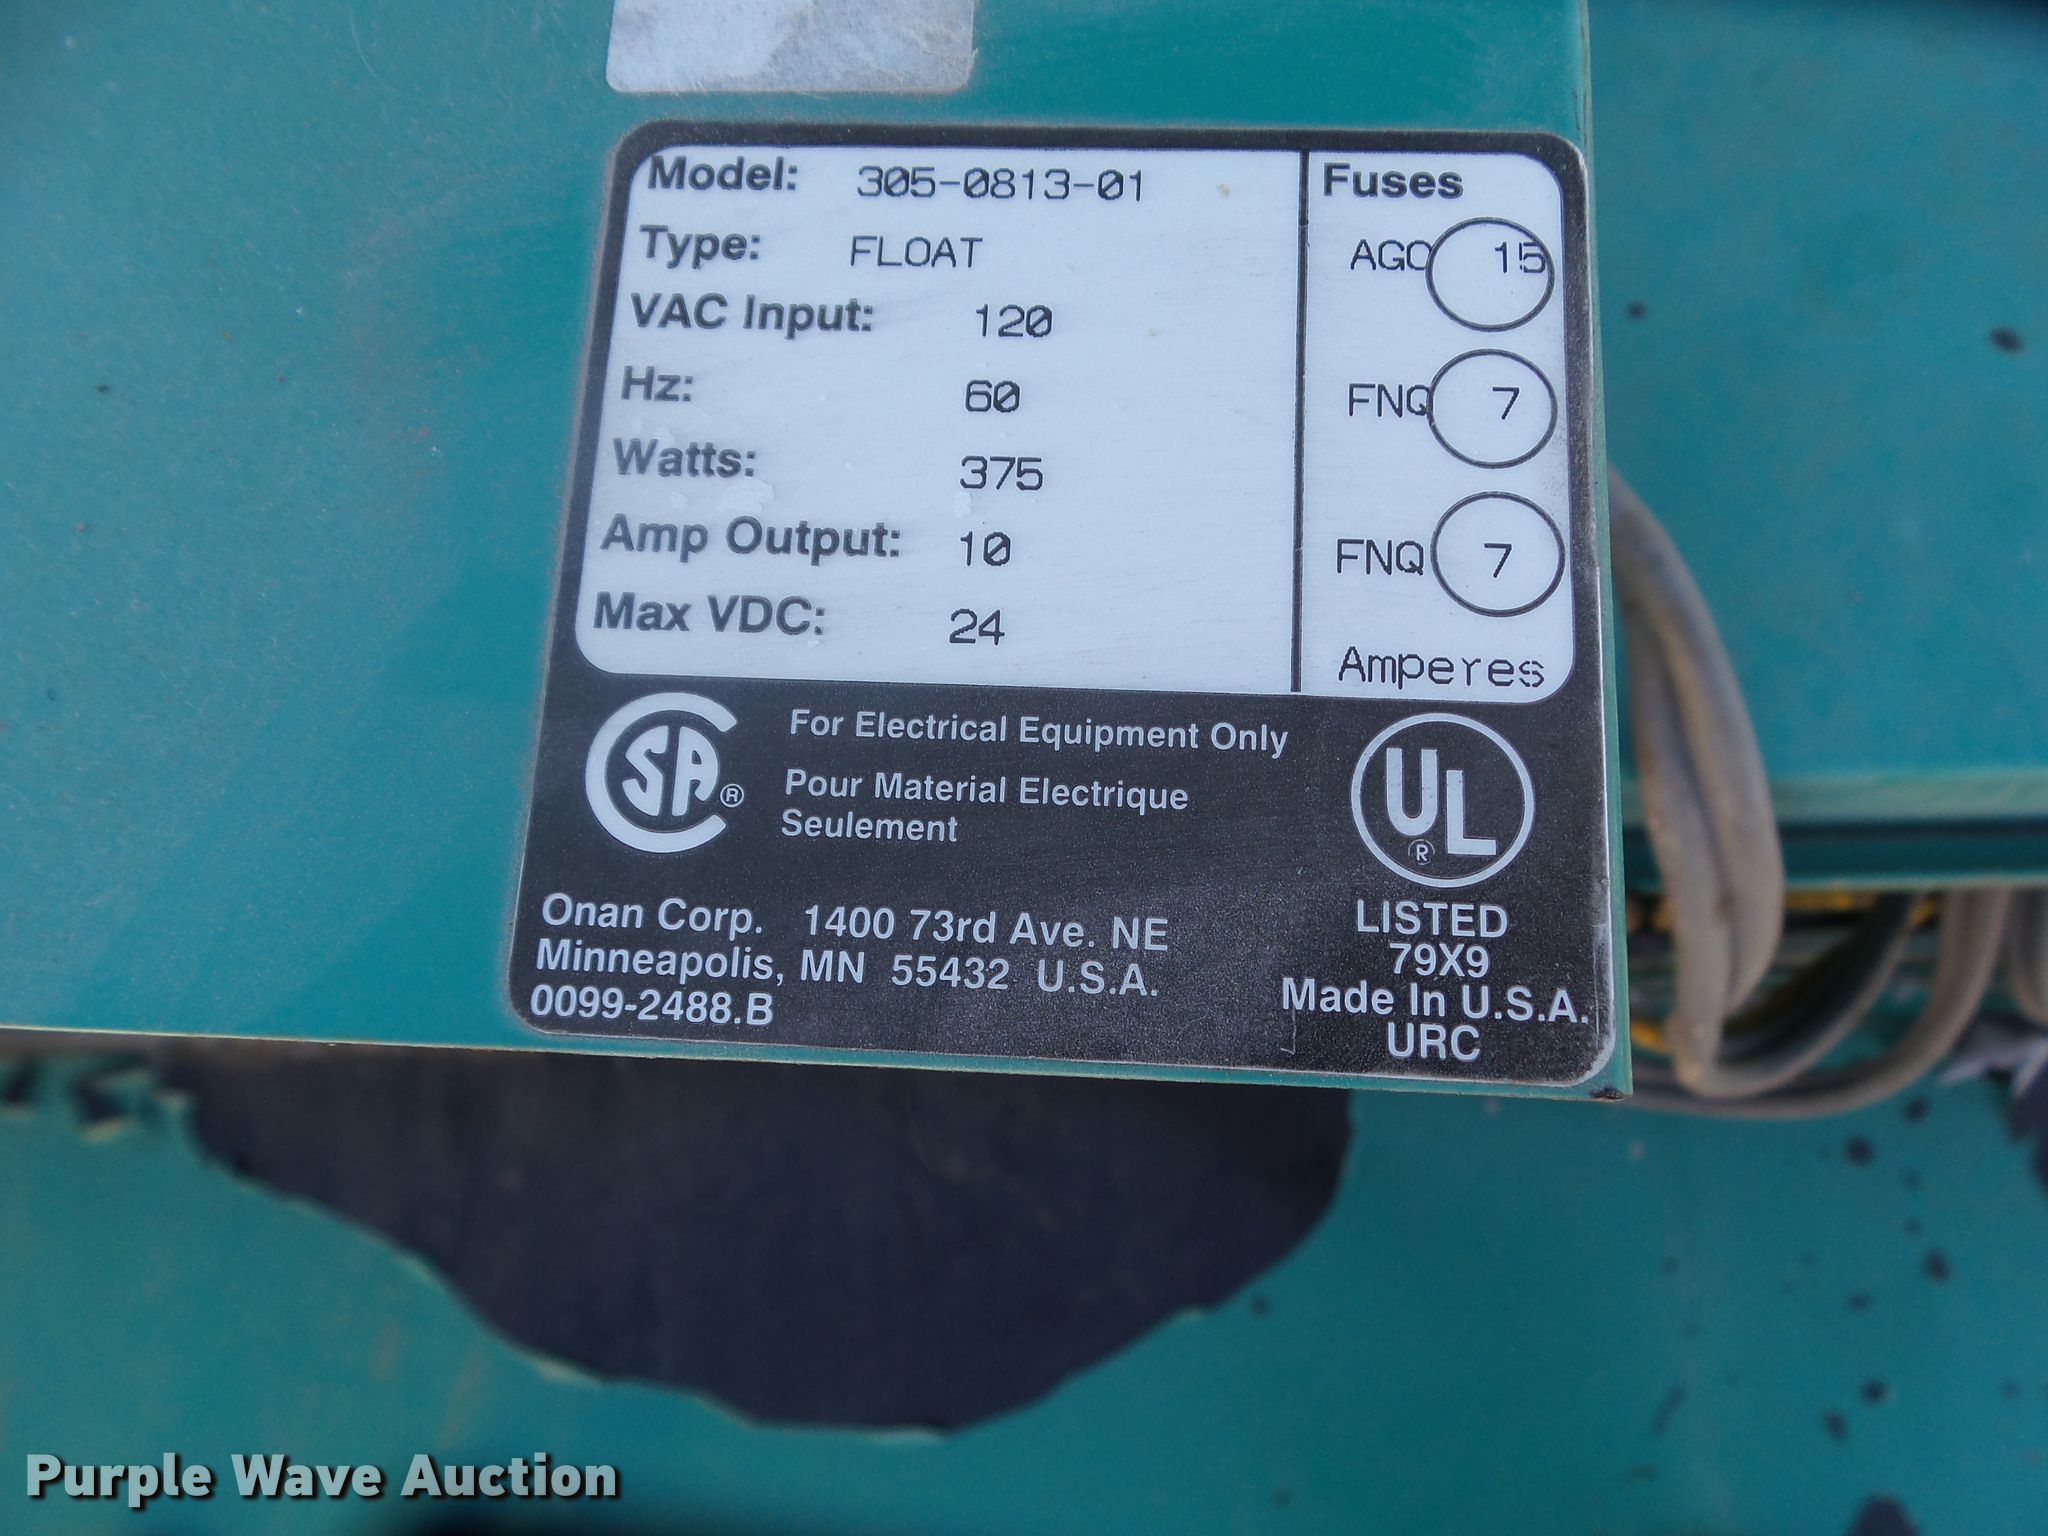 Model: 305-0813-01
Type: FLOAT
VAC Input: 120
Hz: 60
Watts: 375
Amp Output: 10
Max VDC: 24
Fuses
AGC 15
FNQ 7
FNQ 7
Amperes
SA ®
For Electrical Equipment Only
Pour Material Electrique
Seulement
UL ®
LISTED
79X9
Made In U.S.A.
URC
Onan Corp. 1400 73rd Ave. NE
Minneapolis, MN 55432 U.S.A.
0099-2488.B
Purple Wave Auction